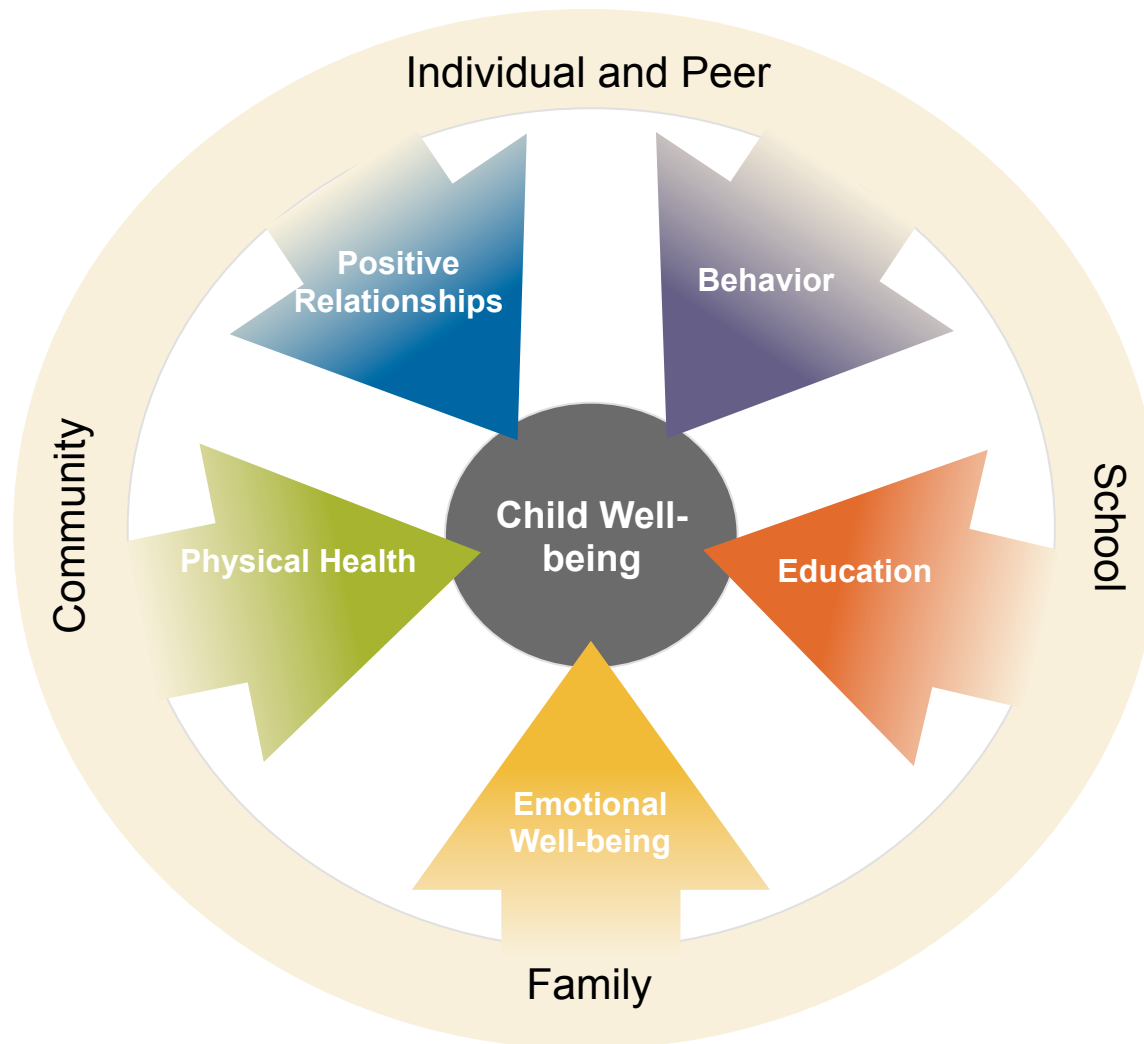 Individual and Peer
Positive
Relationships
Behavior
Community
School
Child Well-
being
Physical Health
Education
Emotional
Well-being
Family